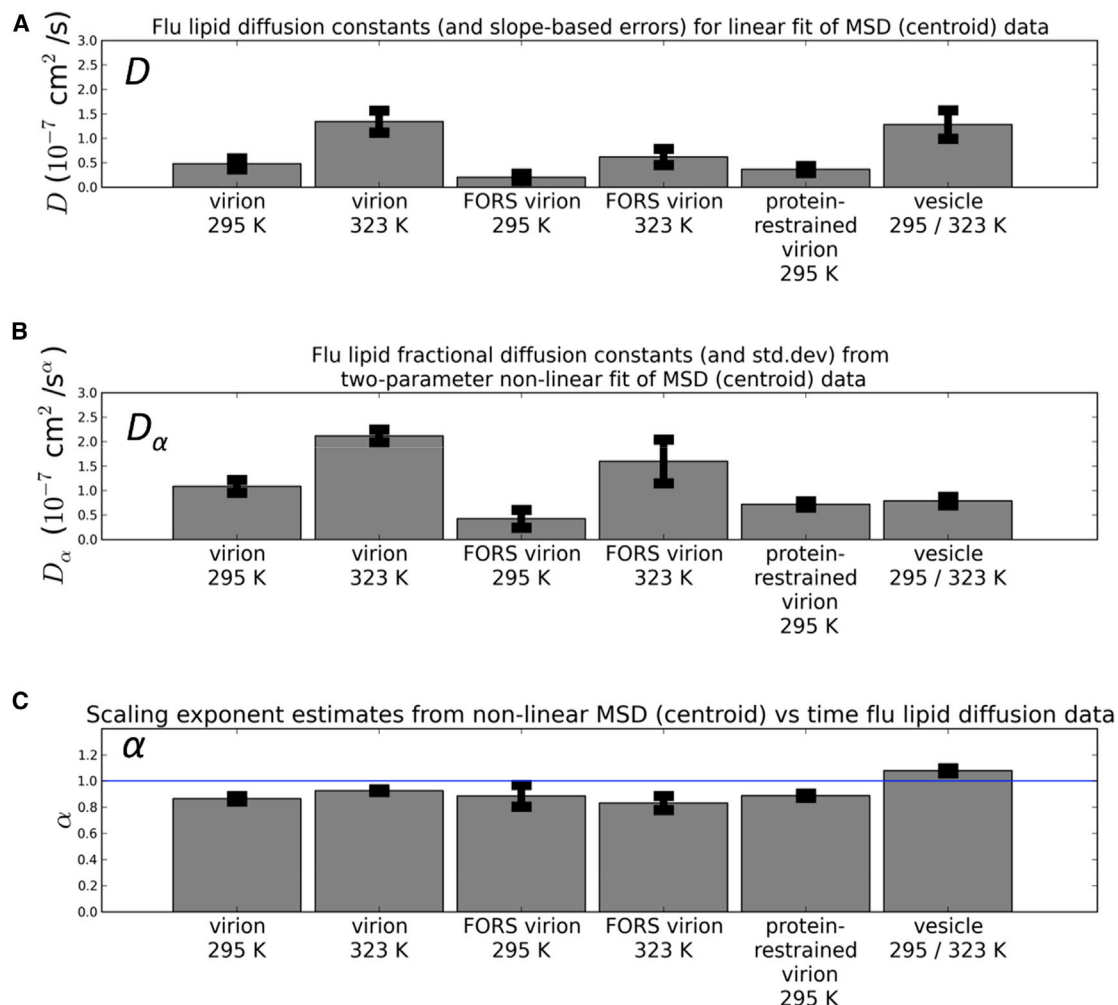 A
Flu lipid diffusion constants (and slope-based errors) for linear fit of MSD (centroid) data
D (10⁻⁷ cm² /s)
3.0
2.5
2.0
1.5
1.0
0.5
0.0
D
virion
295 K
virion
323 K
FORS virion
295 K
FORS virion
323 K
protein-
restrained
virion
295 K
vesicle
295 / 323 K
B
Flu lipid fractional diffusion constants (and std.dev) from
two-parameter non-linear fit of MSD (centroid) data
Dα (10⁻⁷ cm² /sᵅ)
3.0
2.5
2.0
1.5
1.0
0.5
0.0
Dα
virion
295 K
virion
323 K
FORS virion
295 K
FORS virion
323 K
protein-
restrained
virion
295 K
vesicle
295 / 323 K
C
Scaling exponent estimates from non-linear MSD (centroid) vs time flu lipid diffusion data
α
1.2
1.0
0.8
0.6
0.4
0.2
0.0
α
virion
295 K
virion
323 K
FORS virion
295 K
FORS virion
323 K
protein-
restrained
virion
295 K
vesicle
295 / 323 K